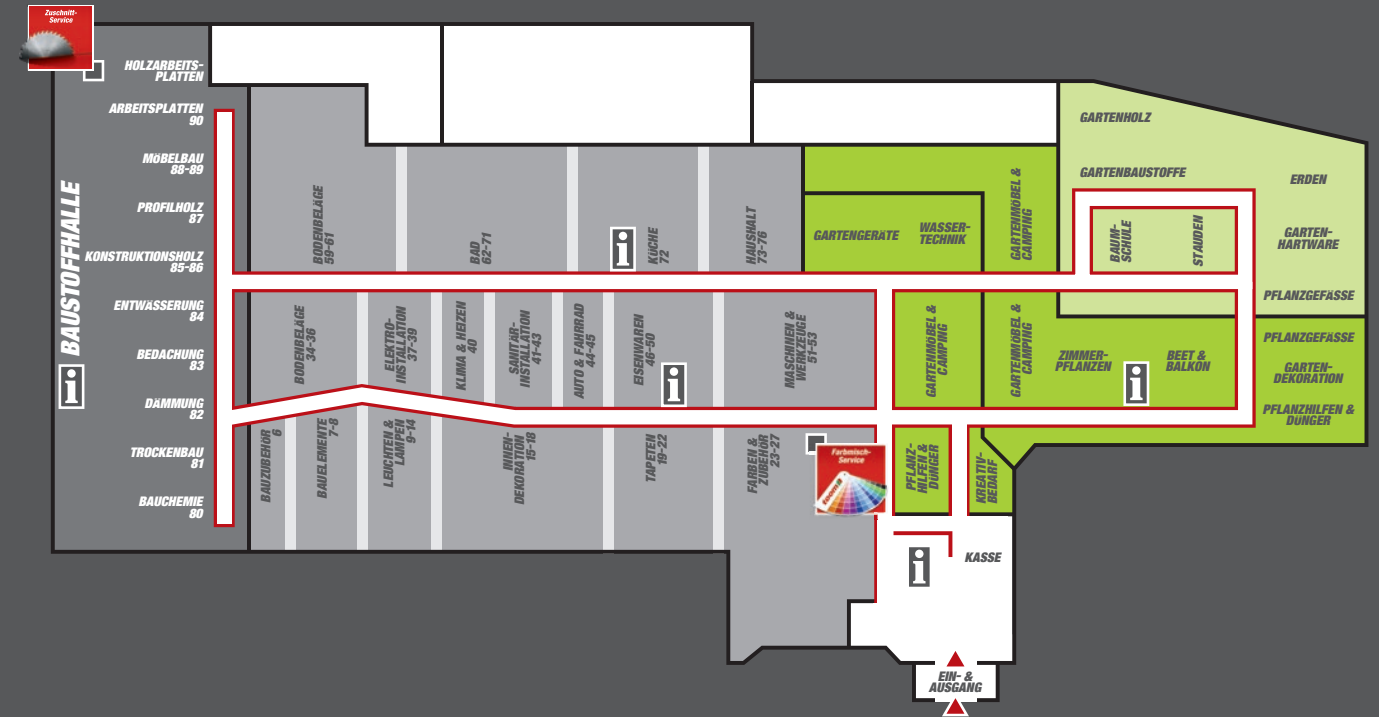 Zuschnitt-
Service
HOLZARBEITS-
PLATTEN
ARBEITSPLATTEN
90
MÖBELBAU
88-89
PROFILHOLZ
87
KONSTRUKTIONSHOLZ
85-86
ENTWÄSSERUNG
84
BEDACHUNG
83
DÄMMUNG
82
TROCKENBAU
81
BAUCHEMIE
80
i BAUSTOFFHALLE
BODENBELÄGE
59-61
BAD
62-71
i
KÜCHE
72
HAUSHALT
73-76
GARTENGERÄTE
WASSER-
TECHNIK
GARTENMÖBEL &
CAMPING
GARTENHOLZ
GARTENBAUSTOFFE
ERDEN
BAUM-
SCHULE
STAUDEN
GARTEN-
HARTWARE
PFLANZGEFÄSSE
BODENBELÄGE
34-36
ELEKTRO-
INSTALLATION
37-39
KLIMA & HEIZEN
40
SANITÄR-
INSTALLATION
41-43
AUTO & FAHRRAD
44-45
EISENWAREN
46-50
i
MASCHINEN &
WERKZEUGE
51-53
GARTENMÖBEL &
CAMPING
GARTENMÖBEL &
CAMPING
ZIMMER-
PFLANZEN
i
BEET &
BALKON
PFLANZGEFÄSSE
GARTEN-
DEKORATION
PFLANZHILFEN &
DÜNGER
BAUZUBEHÖR
6
BAUELEMENTE
7-8
LEUCHTEN &
LAMPEN
9-14
INNEN-
DEKORATION
15-18
TAPETEN
19-22
FARBEN &
ZUBEHÖR
23-27
Farbmisch-
Service
toom
PFLANZ-
HILFEN &
DÜNGER
KREATIV-
BEDARF
i
KASSE
EIN- &
AUSGANG